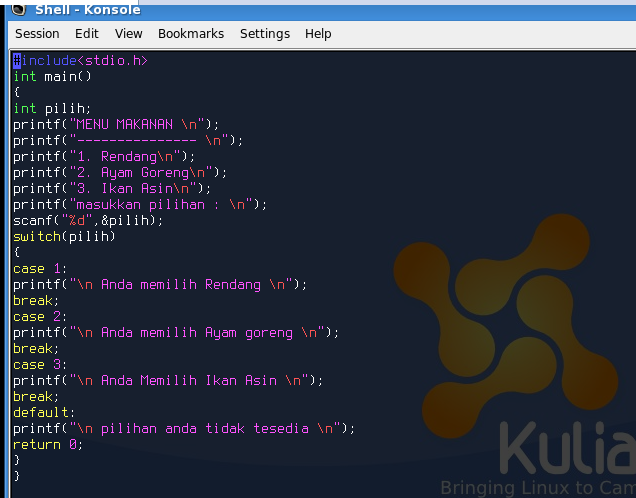 Shell - Konsole
Session Edit View Bookmarks Settings Help
#include<stdio.h>
int main()
{
int pilih;
printf("MENU MAKANAN \n");
printf("--------------- \n");
printf("1. Rendang\n");
printf("2. Ayam Goreng\n");
printf("3. Ikan Asin\n");
printf("masukkan pilihan : \n");
scanf("%d",&pilih);
switch(pilih)
{
case 1:
printf("\n Anda memilih Rendang \n");
break;
case 2:
printf("\n Anda memilih Ayam goreng \n");
break;
case 3:
printf("\n Anda Memilih Ikan Asin \n");
break;
default:
printf("\n pilihan anda tidak tesedia \n");
return 0;
}
}
Kulia
Bringing Linux to Cam